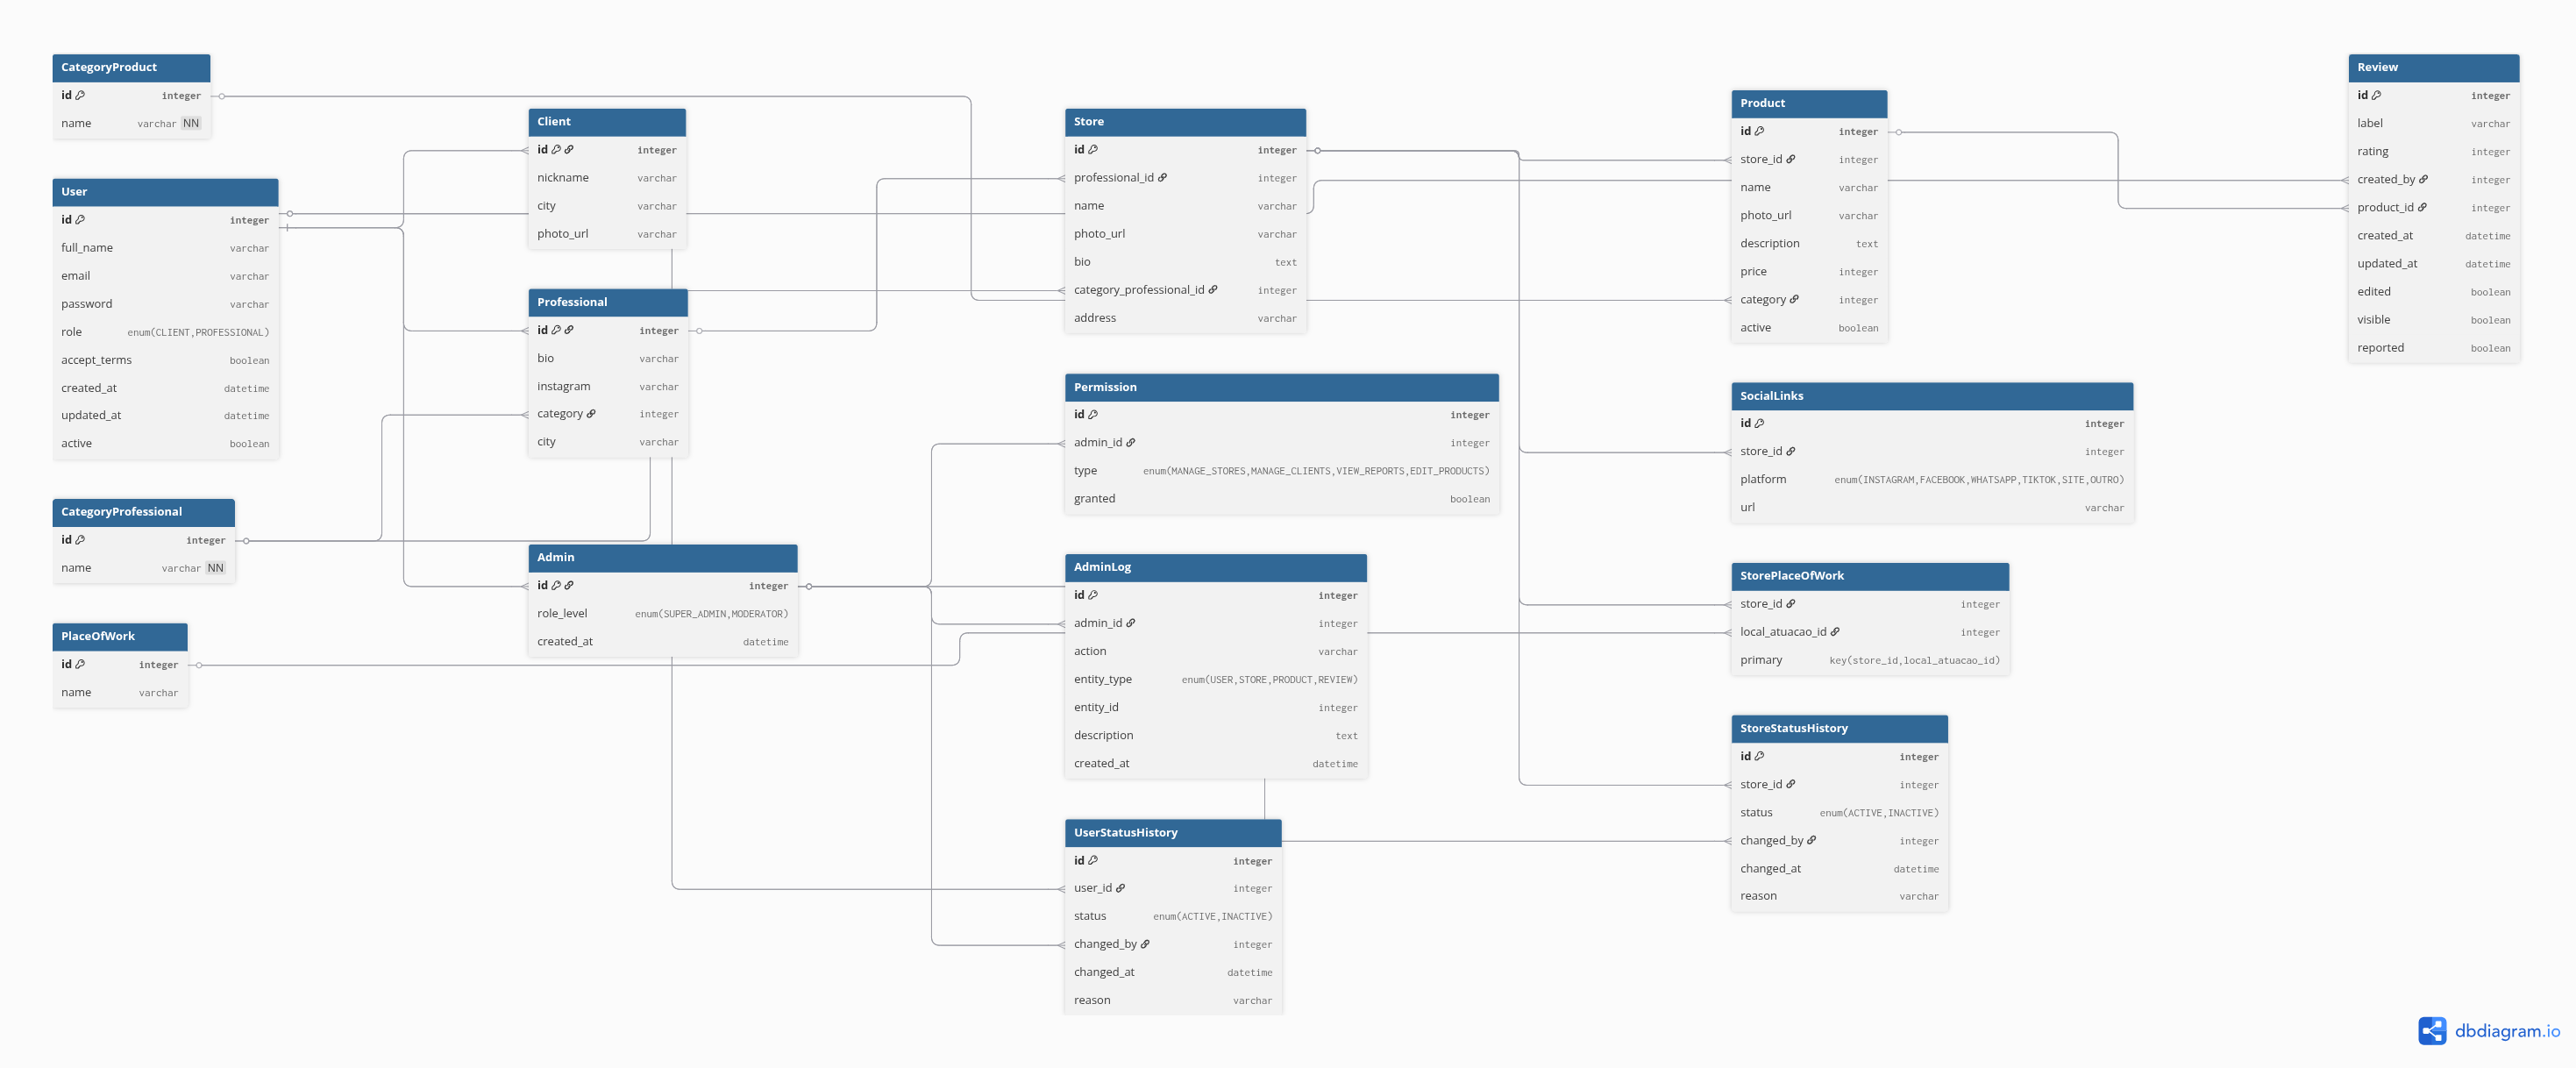 CategoryProduct
id integer
name varchar NN
User
id integer
full_name varchar
email varchar
password varchar
role enum(CLIENT,PROFESSIONAL)
accept_terms boolean
created_at datetime
updated_at datetime
active boolean
CategoryProfessional
id integer
name varchar NN
PlaceOfWork
id integer
name varchar
Client
id integer
nickname varchar
city varchar
photo_url varchar
Professional
id integer
bio varchar
instagram varchar
category integer
city varchar
Admin
id integer
role_level enum(SUPER_ADMIN,MODERATOR)
created_at datetime
Store
id integer
professional_id integer
name varchar
photo_url varchar
bio text
category_professional_id integer
address varchar
Permission
id integer
admin_id integer
type enum(MANAGE_STORES,MANAGE_CLIENTS,VIEW_REPORTS,EDIT_PRODUCTS)
granted boolean
AdminLog
id integer
admin_id integer
action varchar
entity_type enum(USER,STORE,PRODUCT,REVIEW)
entity_id integer
description text
created_at datetime
UserStatusHistory
id integer
user_id integer
status enum(ACTIVE,INACTIVE)
changed_by integer
changed_at datetime
reason varchar
Product
id integer
store_id integer
name varchar
photo_url varchar
description text
price integer
category integer
active boolean
SocialLinks
id integer
store_id integer
platform enum(INSTAGRAM,FACEBOOK,WHATSAPP,TIKTOK,SITE,OUTRO)
url varchar
StorePlaceOfWork
store_id integer
local_atuacao_id integer
primary key(store_id,local_atuacao_id)
StoreStatusHistory
id integer
store_id integer
status enum(ACTIVE,INACTIVE)
changed_by integer
changed_at datetime
reason varchar
Review
id integer
label varchar
rating integer
created_by integer
product_id integer
created_at datetime
updated_at datetime
edited boolean
visible boolean
reported boolean
dbdiagram.io